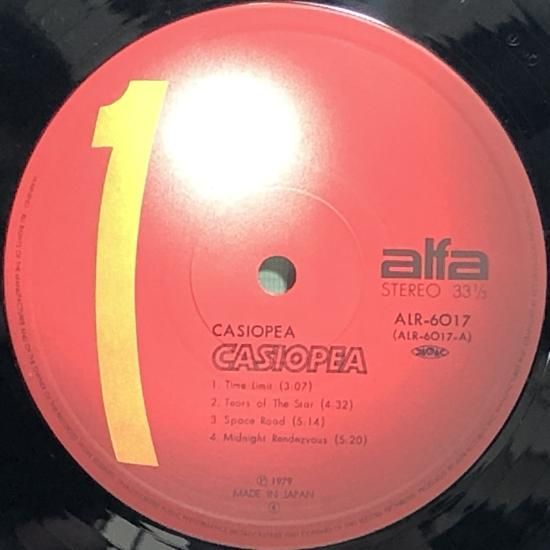 1
alfa
STEREO 33⅓
ALR-6017
(ALR-6017-A)
CASIOPEA
CASIOPEA
1. Time Limit (3:07)
2. Tears of The Star (4:32)
3. Space Road (5:14)
4. Midnight Rendezvous (5:20)
Ⓟ 1979
MADE IN JAPAN
④